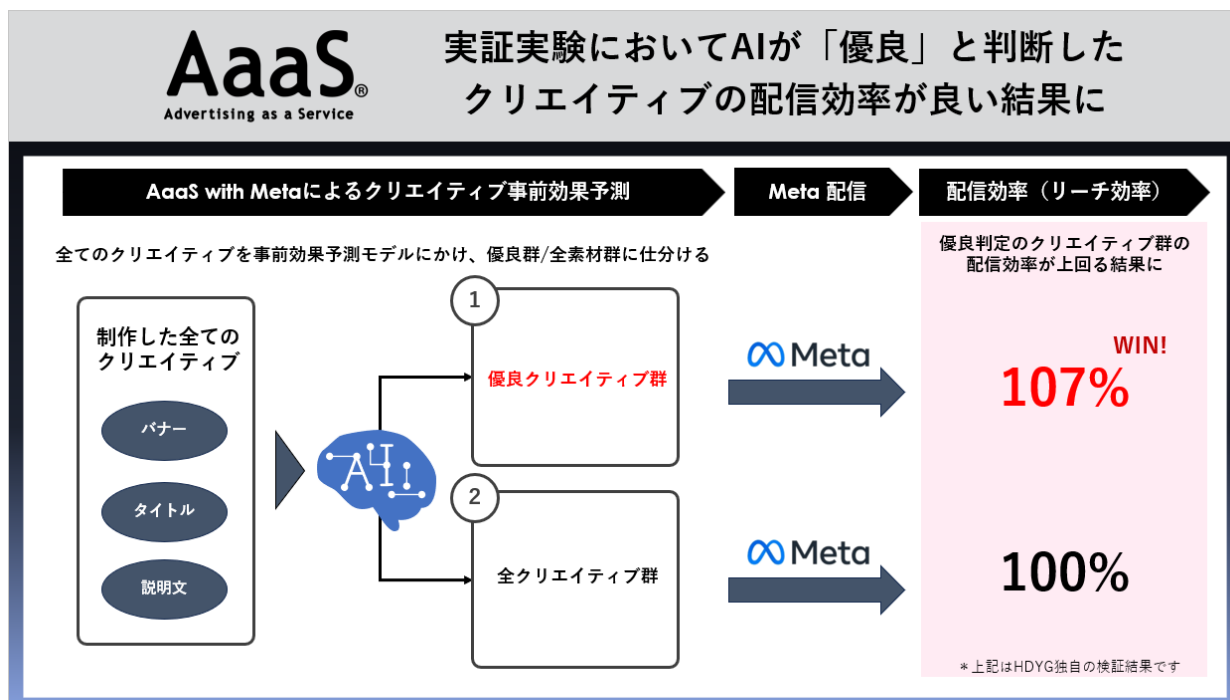 AaaS®
Advertising as a Service
実証実験においてAIが「優良」と判断した
クリエイティブの配信効率が良い結果に
AaaS with Metaによるクリエイティブ事前効果予測
Meta 配信
配信効率（リーチ効率）
全てのクリエイティブを事前効果予測モデルにかけ、優良群/全素材群に仕分ける
優良判定のクリエイティブ群の
配信効率が上回る結果に
制作した全ての
クリエイティブ
バナー
タイトル
説明文
AI
1
優良クリエイティブ群
Meta
WIN!
107%
2
全クリエイティブ群
Meta
100%
＊上記はHDYG独自の検証結果です